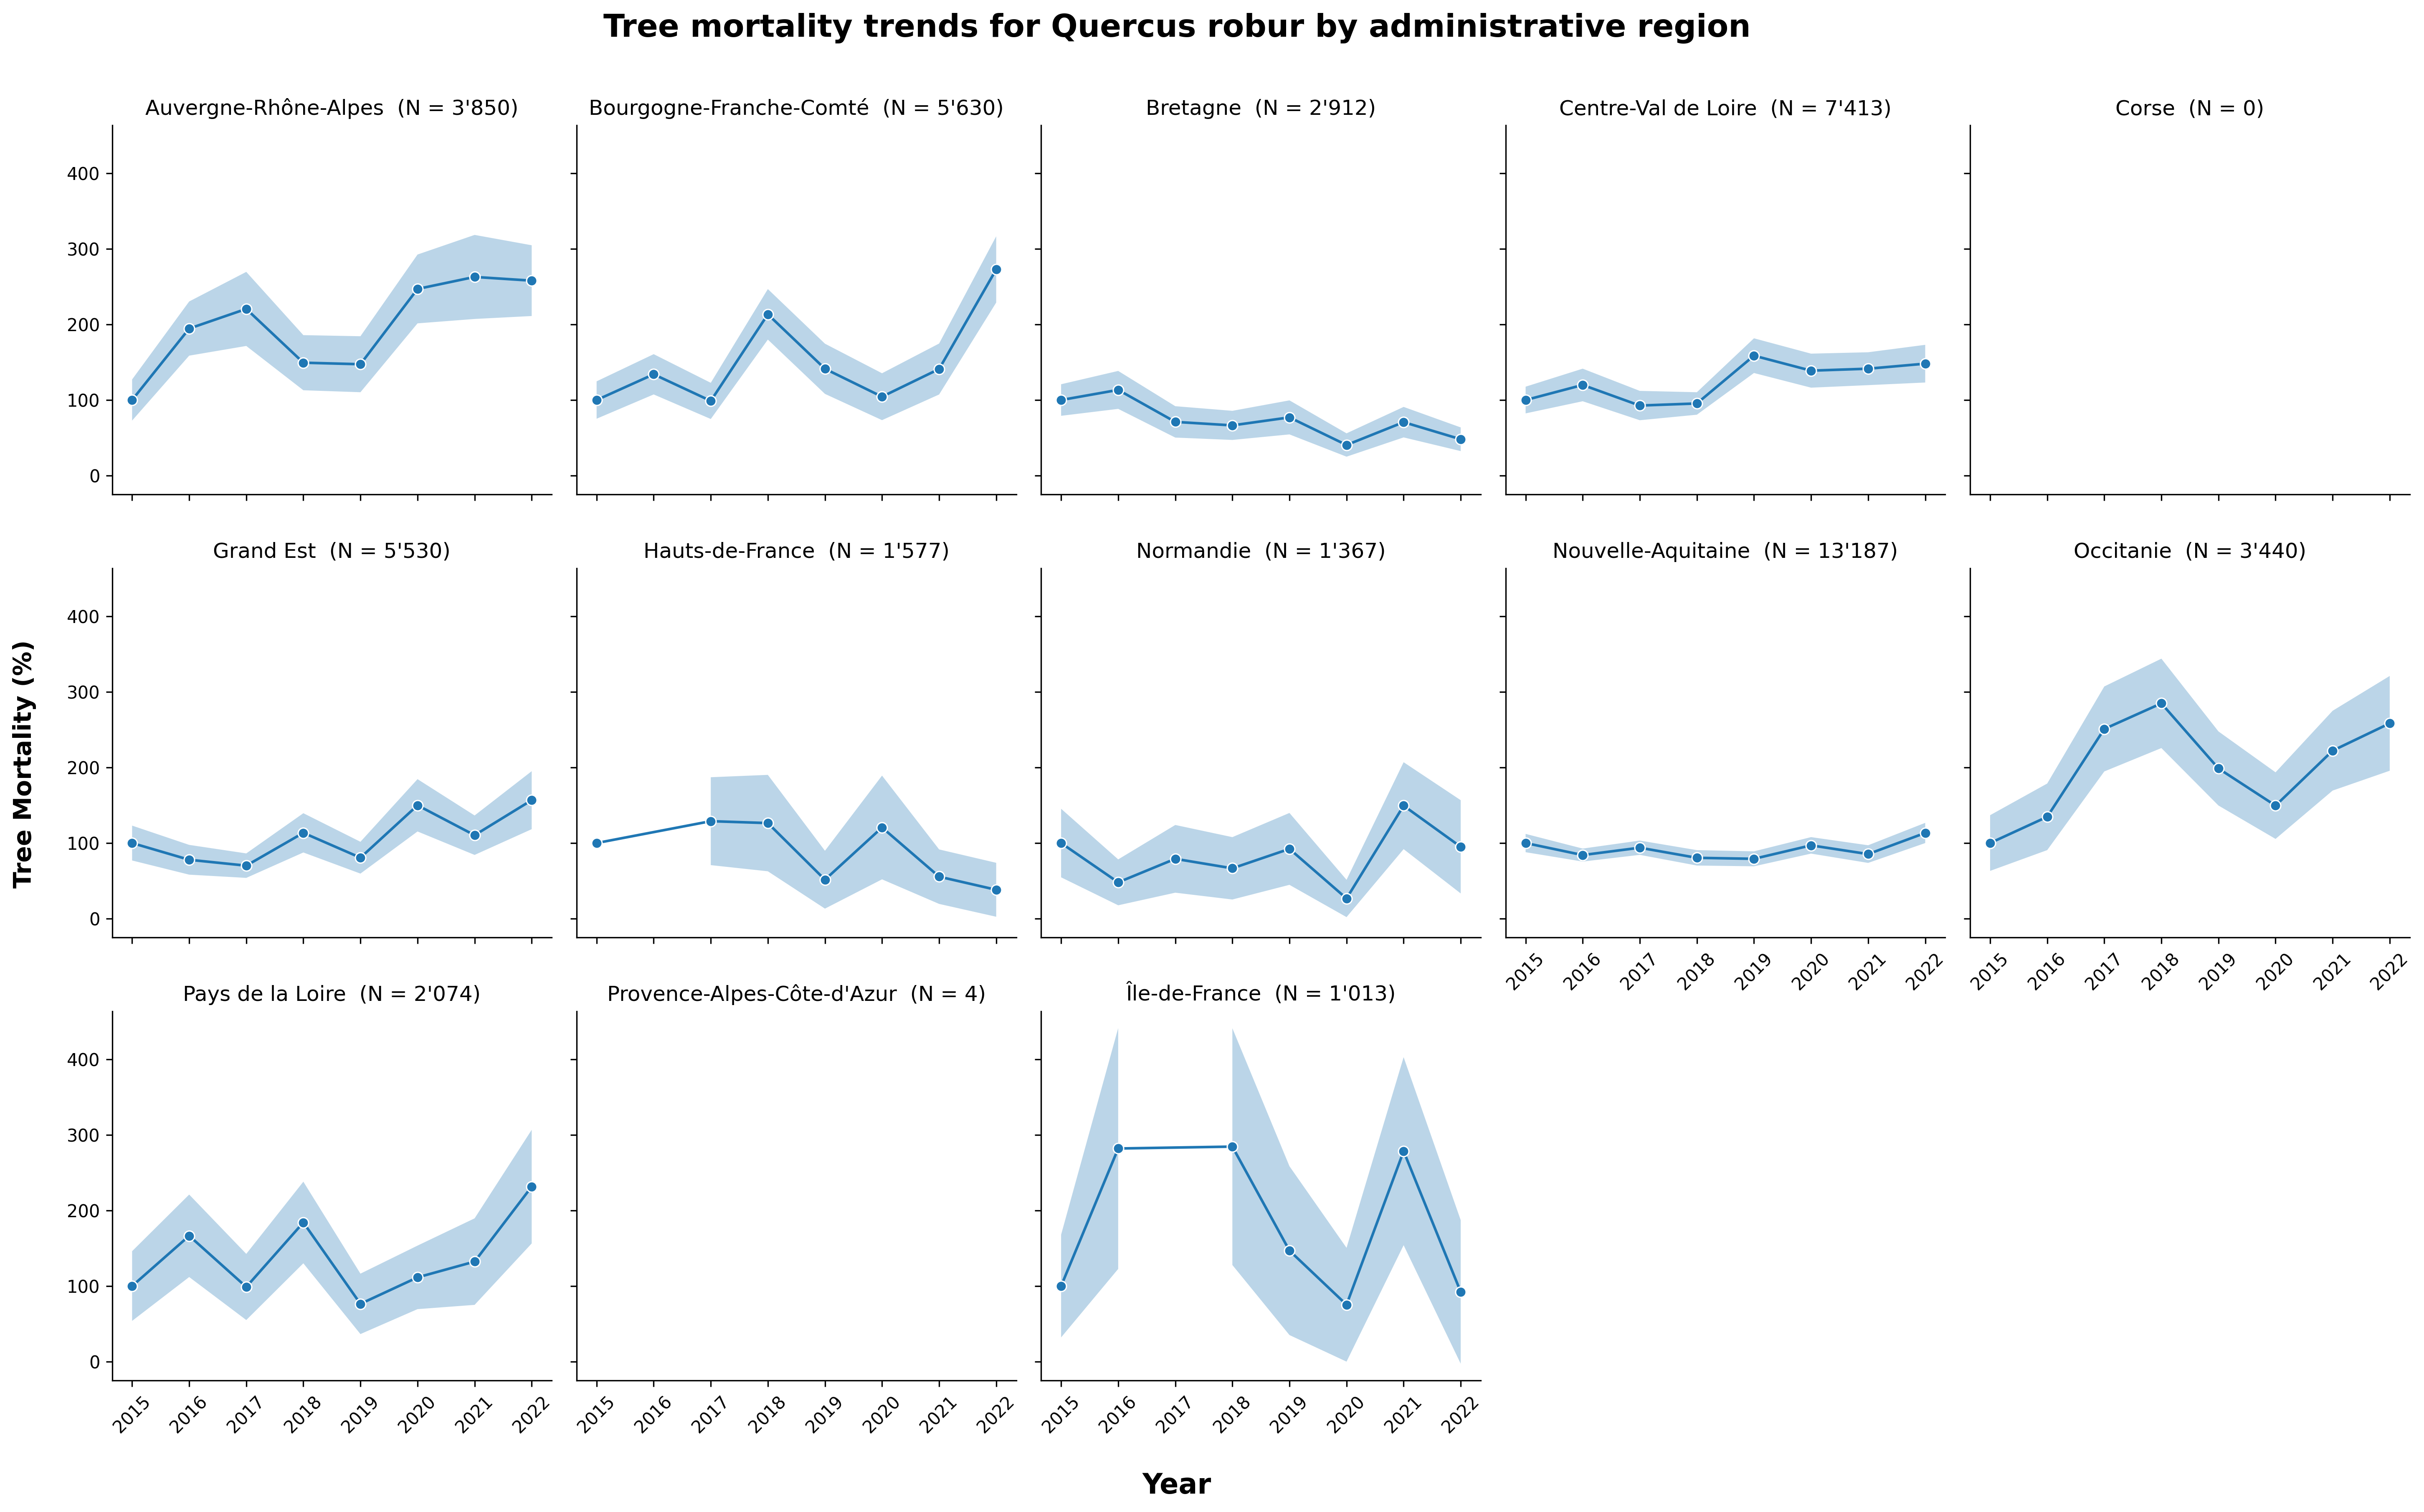 Tree mortality trends for Quercus robur by administrative region
Auvergne-Rhône-Alpes  (N = 3'850)
Bourgogne-Franche-Comté  (N = 5'630)
Bretagne  (N = 2'912)
Centre-Val de Loire  (N = 7'413)
Corse  (N = 0)
400
300
200
100
0
Grand Est  (N = 5'530)
Hauts-de-France  (N = 1'577)
Normandie  (N = 1'367)
Nouvelle-Aquitaine  (N = 13'187)
Occitanie  (N = 3'440)
Tree Mortality (%)
400
300
200
100
0
2015 2016 2017 2018 2019 2020 2021 2022
2015 2016 2017 2018 2019 2020 2021 2022
Pays de la Loire  (N = 2'074)
Provence-Alpes-Côte-d'Azur  (N = 4)
Île-de-France  (N = 1'013)
400
300
200
100
0
2015 2016 2017 2018 2019 2020 2021 2022
2015 2016 2017 2018 2019 2020 2021 2022
2015 2016 2017 2018 2019 2020 2021 2022
Year